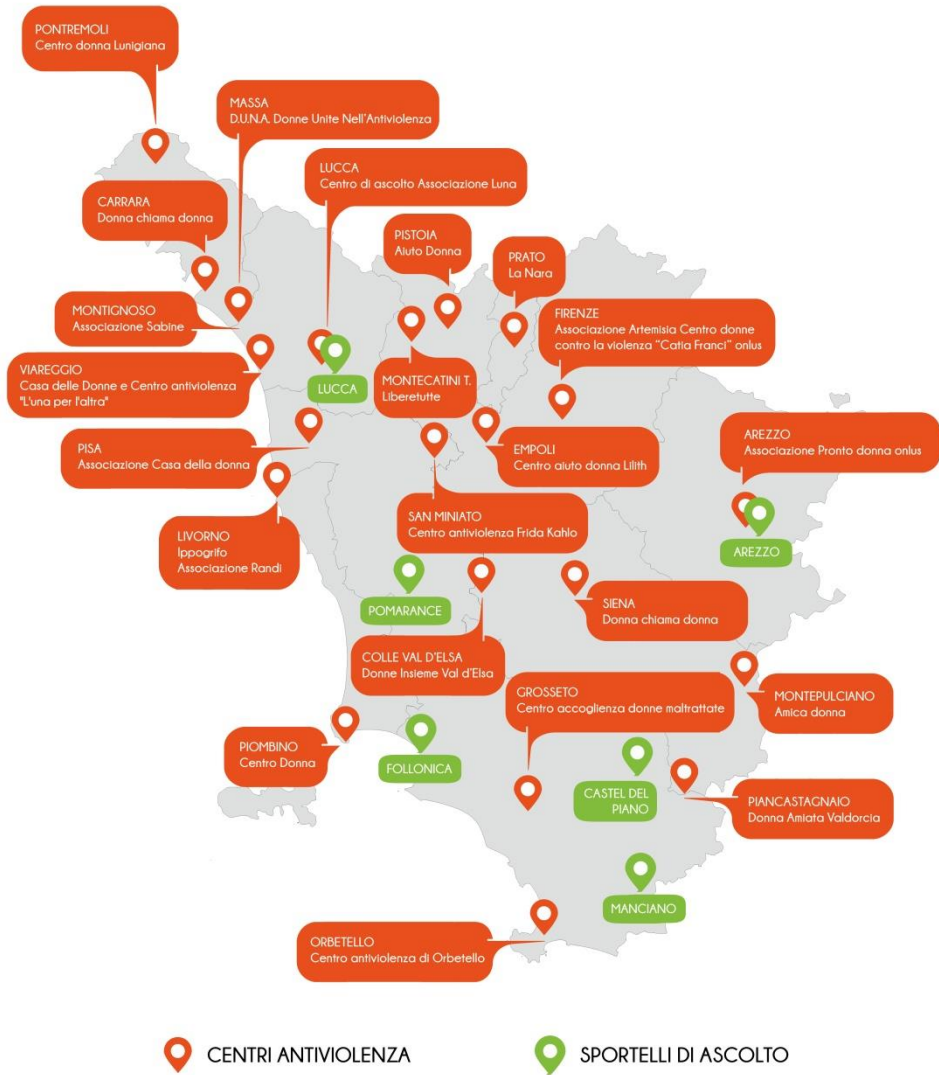 PONTREMOLI
Centro donna Lunigiana
MASSA
D.U.N.A. Donne Unite Nell'Antiviolenza
LUCCA
Centro di ascolto Associazione Luna
CARRARA
Donna chiama donna
PISTOIA
Aiuto Donna
PRATO
La Nara
MONTIGNOSO
Associazione Sabine
FIRENZE
Associazione Artemisia Centro donne
contro la violenza "Catia Franci" onlus
VIAREGGIO
Casa delle Donne e Centro antiviolenza
"L'una per l'altra"
LUCCA
MONTECATINI T.
Liberetutte
PISA
Associazione Casa della donna
EMPOLI
Centro aiuto donna Lilith
AREZZO
Associazione Pronto donna onlus
LIVORNO
Ippogrifo
Associazione Randi
SAN MINIATO
Centro antiviolenza Frida Kahlo
AREZZO
POMARANCE
SIENA
Donna chiama donna
COLLE VAL D'ELSA
Donne Insieme Val d'Elsa
GROSSETO
Centro accoglienza donne maltrattate
MONTEPULCIANO
Amica donna
PIOMBINO
Centro Donna
FOLLONICA
CASTEL DEL
PIANO
PIANCASTAGNAIO
Donna Amiata Valdorcia
MANCIANO
ORBETELLO
Centro antiviolenza di Orbetello
CENTRI ANTIVIOLENZA
SPORTELLI DI ASCOLTO